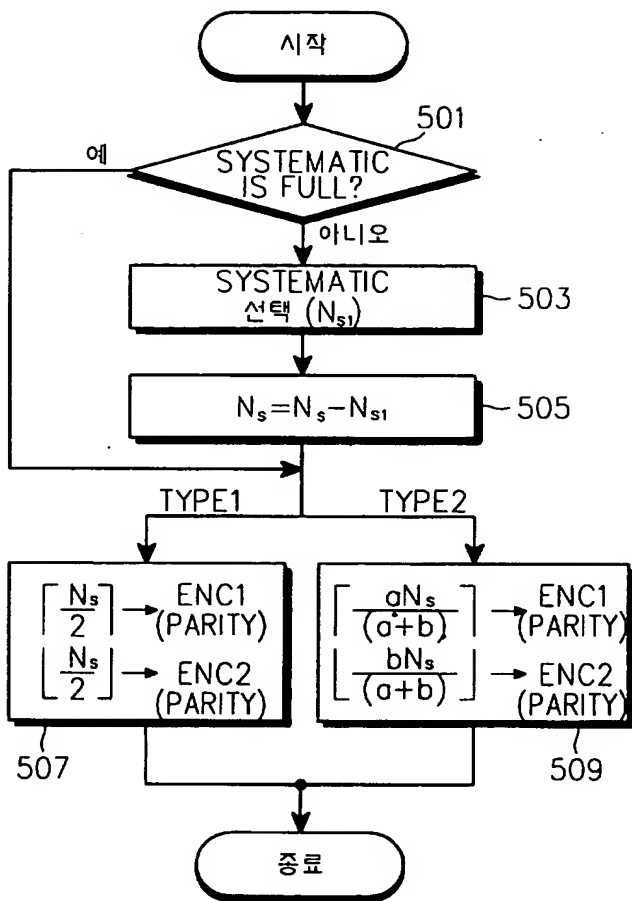 시작
501
예
SYSTEMATIC
IS FULL?
아니오
SYSTEMATIC
선택 (Ns1)
503
Ns=Ns-Ns1
505
TYPE1
TYPE2
[Ns/2] → ENC1
(PARITY)
[Ns/2] → ENC2
(PARITY)
507
[aNs/(a+b)] → ENC1
(PARITY)
[bNs/(a+b)] → ENC2
(PARITY)
509
종료